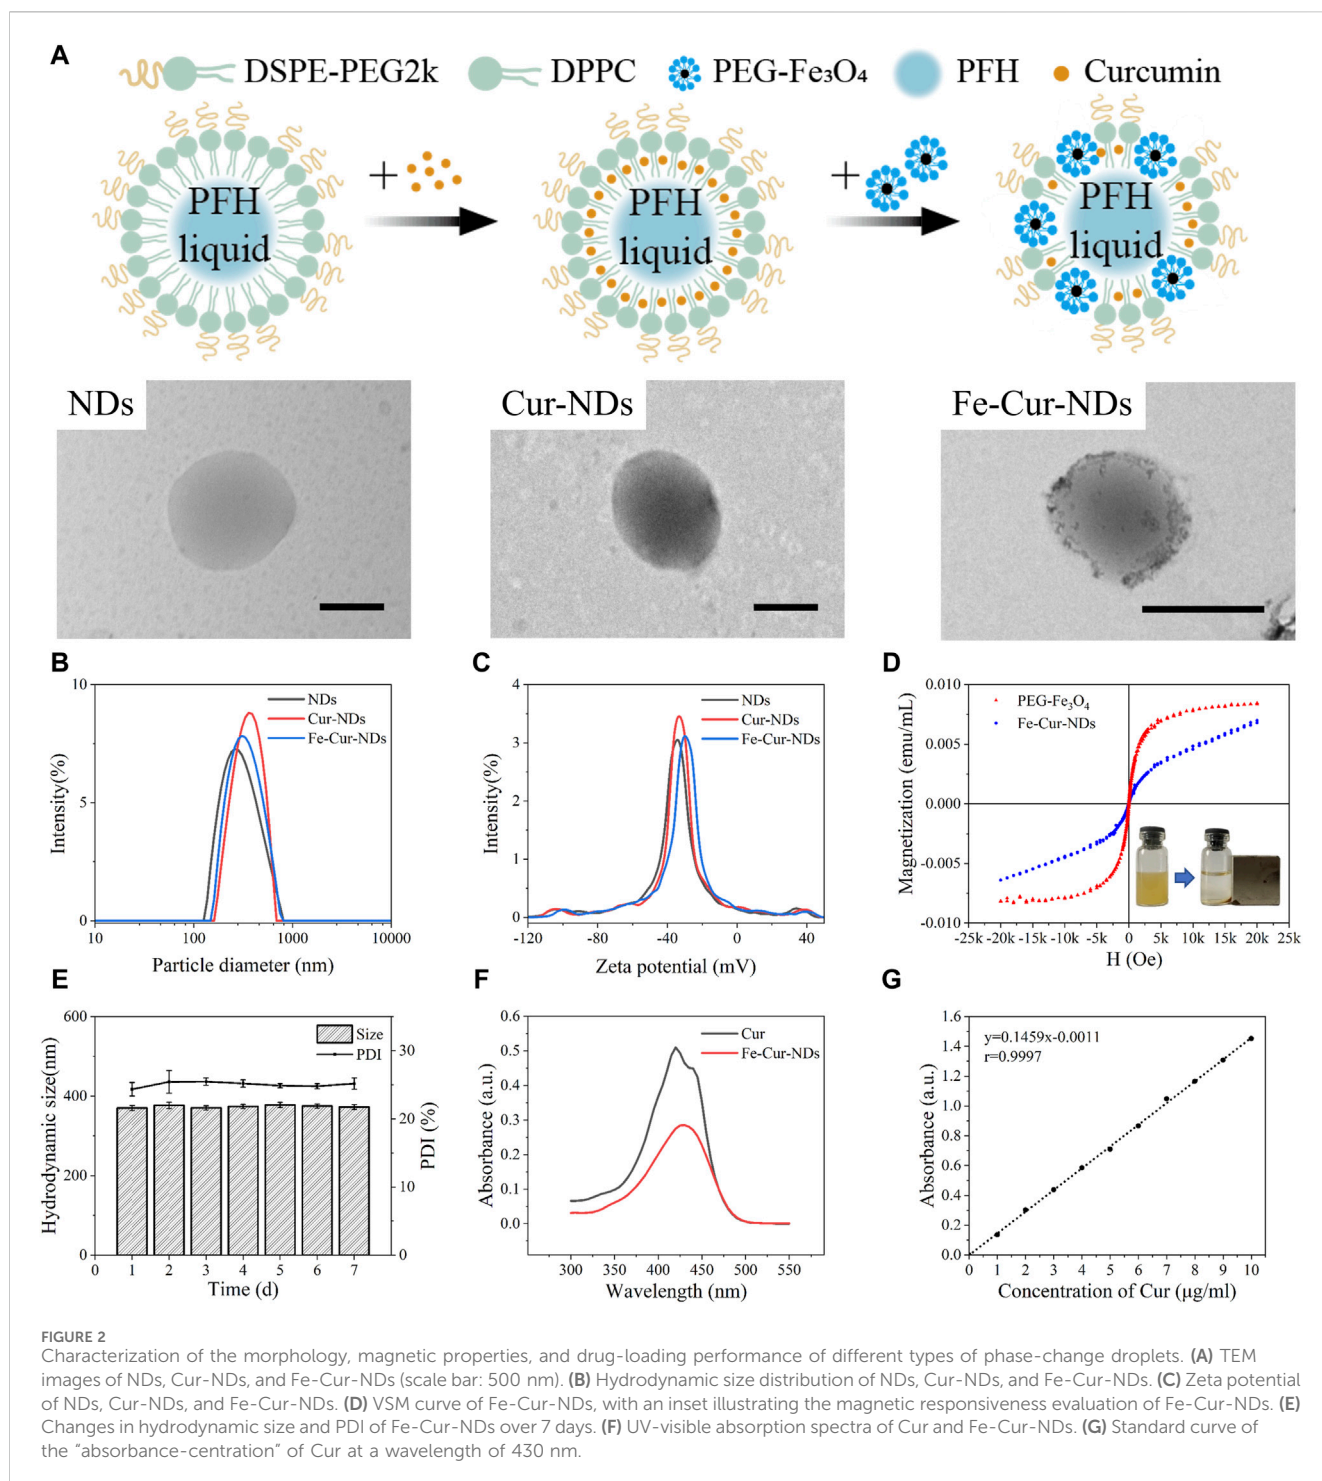 A
DSPE-PEG2k
DPPC
PEG-Fe₃O₄
PFH
Curcumin
PFH
liquid
+
PFH
liquid
+
PFH
liquid
NDs
Cur-NDs
Fe-Cur-NDs
B
10
5
0
Intensity(%)
NDs
Cur-NDs
Fe-Cur-NDs
10
100
1000
10000
Particle diameter (nm)
C
4
3
2
1
0
Intensity(%)
NDs
Cur-NDs
Fe-Cur-NDs
-120
-80
-40
0
40
Zeta potential (mV)
D
0.010
0.005
0.000
-0.005
-0.010
Magnetization (emu/mL)
PEG-Fe₃O₄
Fe-Cur-NDs
-25k
-20k
-15k
-10k
-5k
0
5k
10k
15k
20k
25k
H (Oe)
E
600
400
200
0
Hydrodynamic size(nm)
Size
PDI
30
20
10
0
PDI (%)
0
1
2
3
4
5
6
7
Time (d)
F
0.6
0.5
0.4
0.3
0.2
0.1
0.0
Absorbance (a.u.)
Cur
Fe-Cur-NDs
300
350
400
450
500
550
Wavelength (nm)
G
1.6
1.4
1.2
1.0
0.8
0.6
0.4
0.2
0.0
Absorbance (a.u.)
y=0.1459x-0.0011
r=0.9997
0
1
2
3
4
5
6
7
8
9
10
Concentration of Cur (μg/ml)
FIGURE 2
Characterization of the morphology, magnetic properties, and drug-loading performance of different types of phase-change droplets. (A) TEM
images of NDs, Cur-NDs, and Fe-Cur-NDs (scale bar: 500 nm). (B) Hydrodynamic size distribution of NDs, Cur-NDs, and Fe-Cur-NDs. (C) Zeta potential
of NDs, Cur-NDs, and Fe-Cur-NDs. (D) VSM curve of Fe-Cur-NDs, with an inset illustrating the magnetic responsiveness evaluation of Fe-Cur-NDs. (E)
Changes in hydrodynamic size and PDI of Fe-Cur-NDs over 7 days. (F) UV-visible absorption spectra of Cur and Fe-Cur-NDs. (G) Standard curve of
the “absorbance-centration” of Cur at a wavelength of 430 nm.